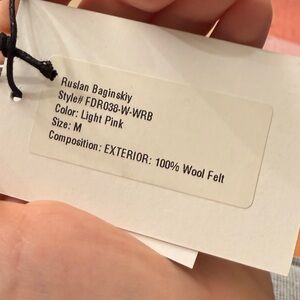 Ruslan Baginskiy
Style# FDR038-W-WRB
Color: Light Pink
Size: M
Composition: EXTERIOR: 100% Wool Felt